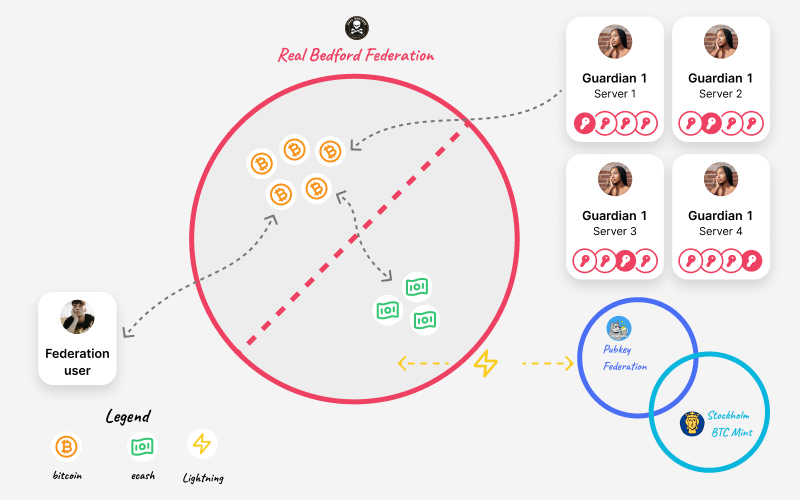 Real Bedford Federation
Guardian 1
Server 1
Guardian 1
Server 2
Guardian 1
Server 3
Guardian 1
Server 4
Federation
user
Pubkey
Federation
Stockholm
BTC Mint
Legend
bitcoin
ecash
Lightning